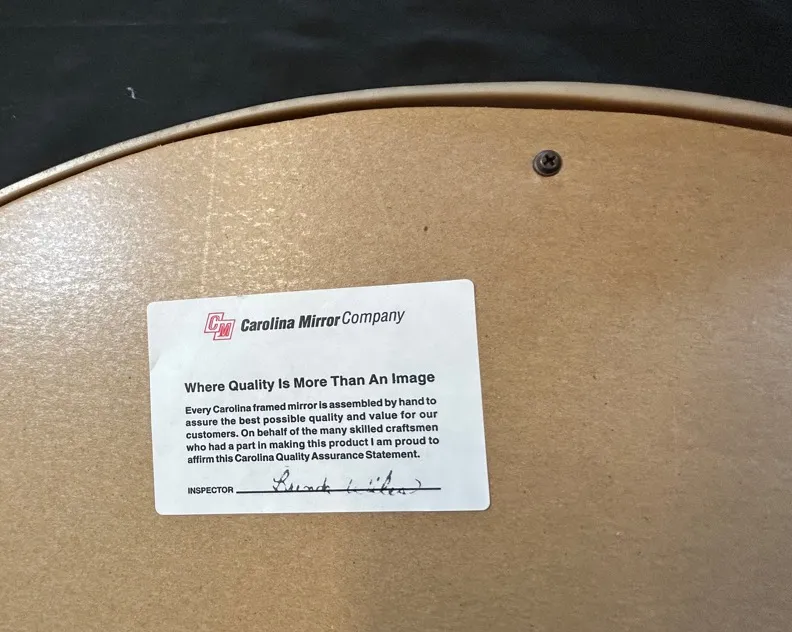 CM Carolina Mirror Company
Where Quality Is More Than An Image
Every Carolina framed mirror is assembled by hand to
assure the best possible quality and value for our
customers. On behalf of the many skilled craftsmen
who had a part in making this product I am proud to
affirm this Carolina Quality Assurance Statement.
INSPECTOR